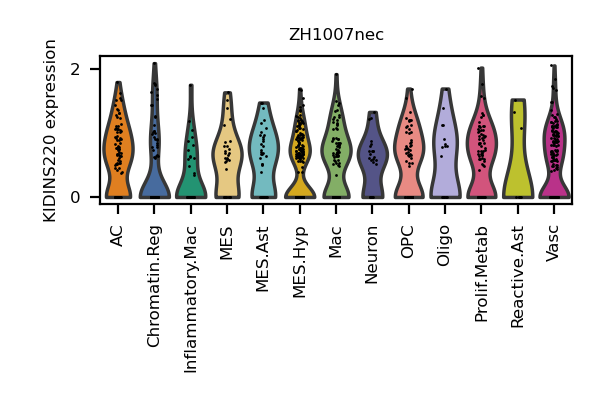 ZH1007nec
KIDINS220 expression
2
0
AC
Chromatin.Reg
Inflammatory.Mac
MES
MES.Ast
MES.Hyp
Mac
Neuron
OPC
Oligo
Prolif.Metab
Reactive.Ast
Vasc